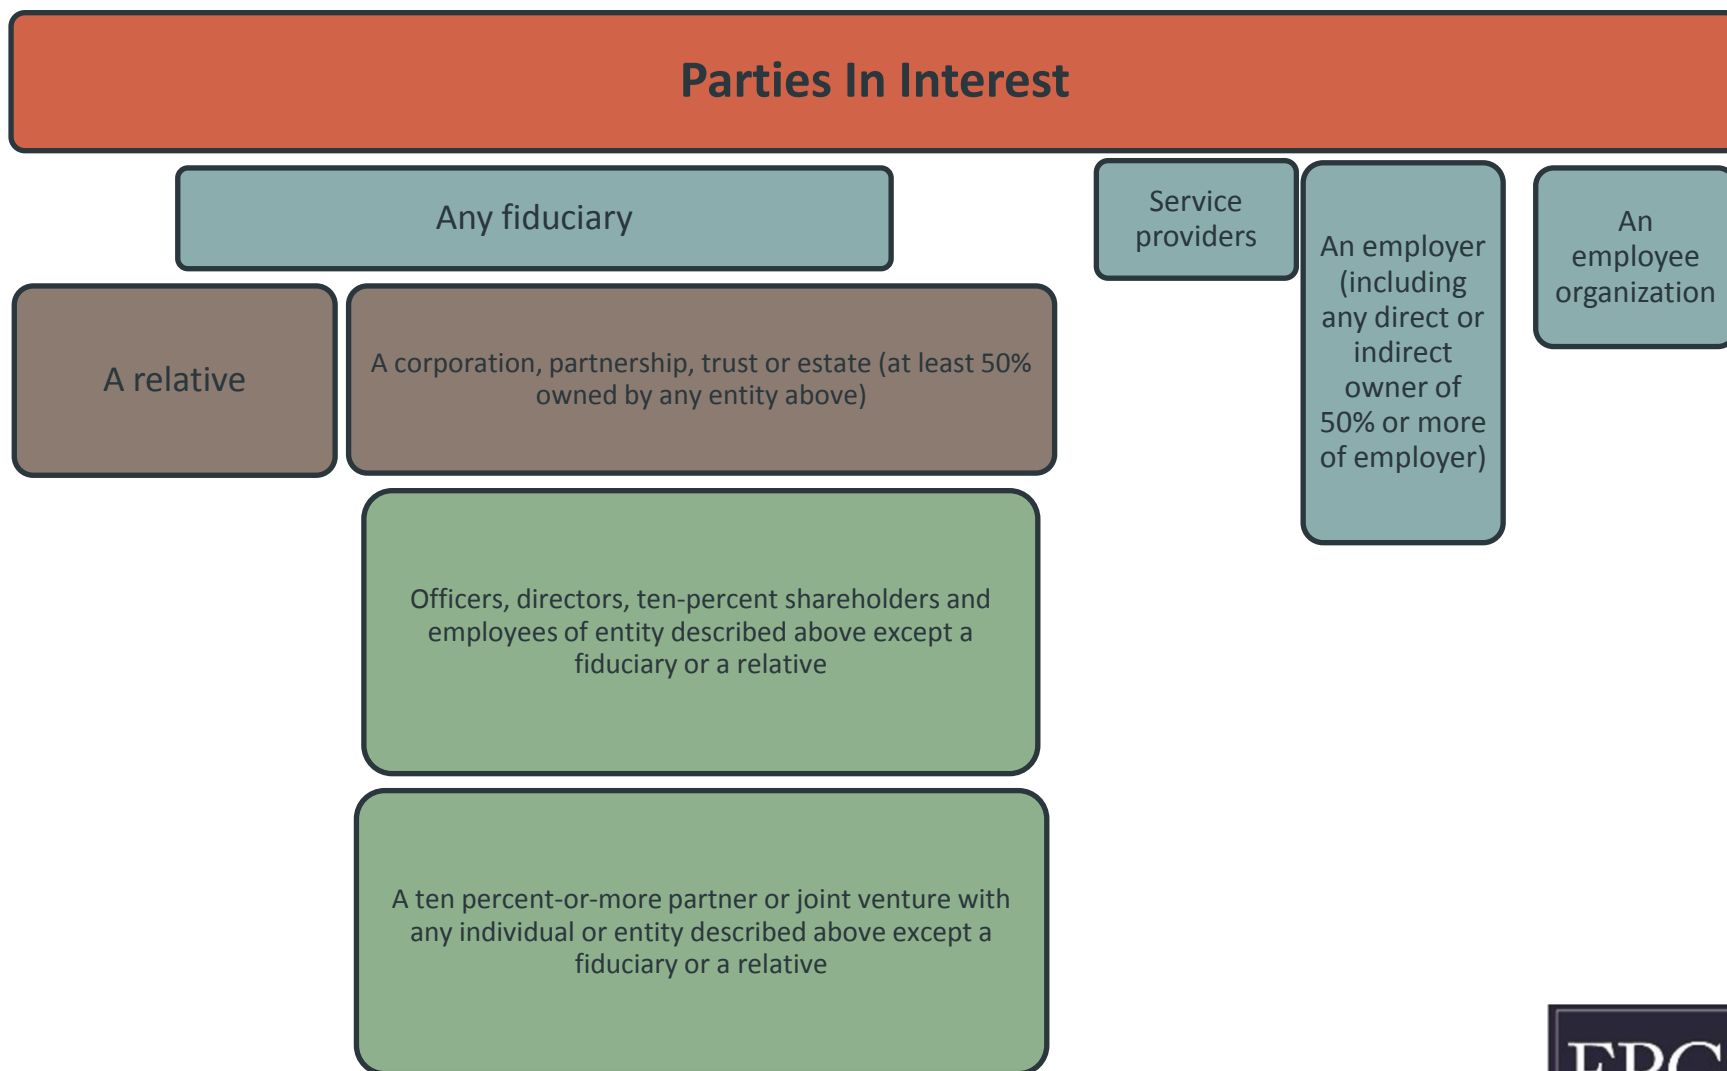 Parties In Interest
Any fiduciary
Service
providers
An employer
(including
any direct or
indirect
owner of
50% or more
of employer)
An
employee
organization
A relative
A corporation, partnership, trust or estate (at least 50%
owned by any entity above)
Officers, directors, ten-percent shareholders and
employees of entity described above except a
fiduciary or a relative
A ten percent-or-more partner or joint venture with
any individual or entity described above except a
fiduciary or a relative